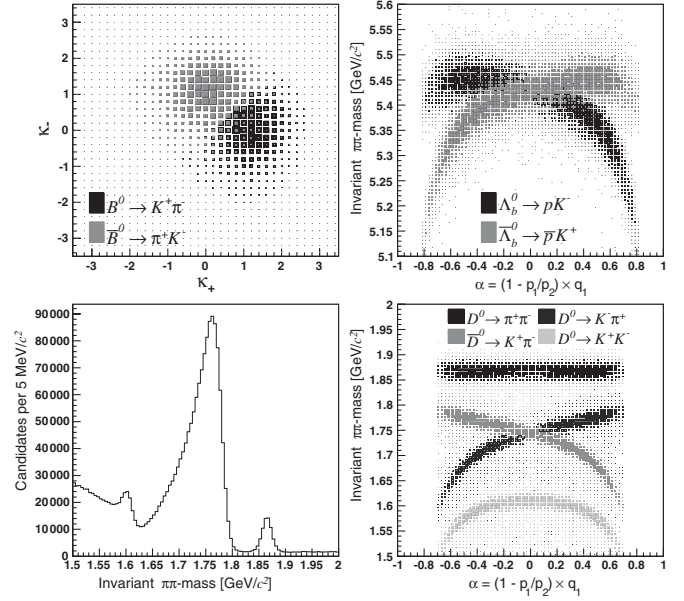 3
2
1
0
-1
-2
-3
κ_
B⁰ → K⁺π⁻
B̄⁰ → π⁺K⁻
-3 -2 -1 0 1 2 3
κ₊
Invariant ππ-mass [GeV/c²]
5.6
5.5
5.45
5.4
5.35
5.3
5.25
5.2
5.15
5.1
Λ_b⁰ → pK⁻
Λ̄_b⁰ → p̄K⁺
-1 -0.8 -0.6 -0.4 -0.2 0 0.2 0.4 0.6 0.8 1
α = (1 - p₁/p₂) × q₁
Candidates per 5 MeV/c²
90000
80000
70000
60000
50000
40000
30000
20000
10000
0
1.5 1.55 1.6 1.65 1.7 1.75 1.8 1.85 1.9 1.95 2
Invariant ππ-mass [GeV/c²]
Invariant ππ-mass [GeV/c²]
2
1.95
1.9
1.85
1.8
1.75
1.7
1.65
1.6
1.55
1.5
D⁰ → π⁺π⁻ D⁰ → K⁻π⁺
D̄⁰ → K⁺π⁻ D⁰ → K⁺K⁻
-1 -0.8 -0.6 -0.4 -0.2 0 0.2 0.4 0.6 0.8 1
α = (1 - p₁/p₂) × q₁